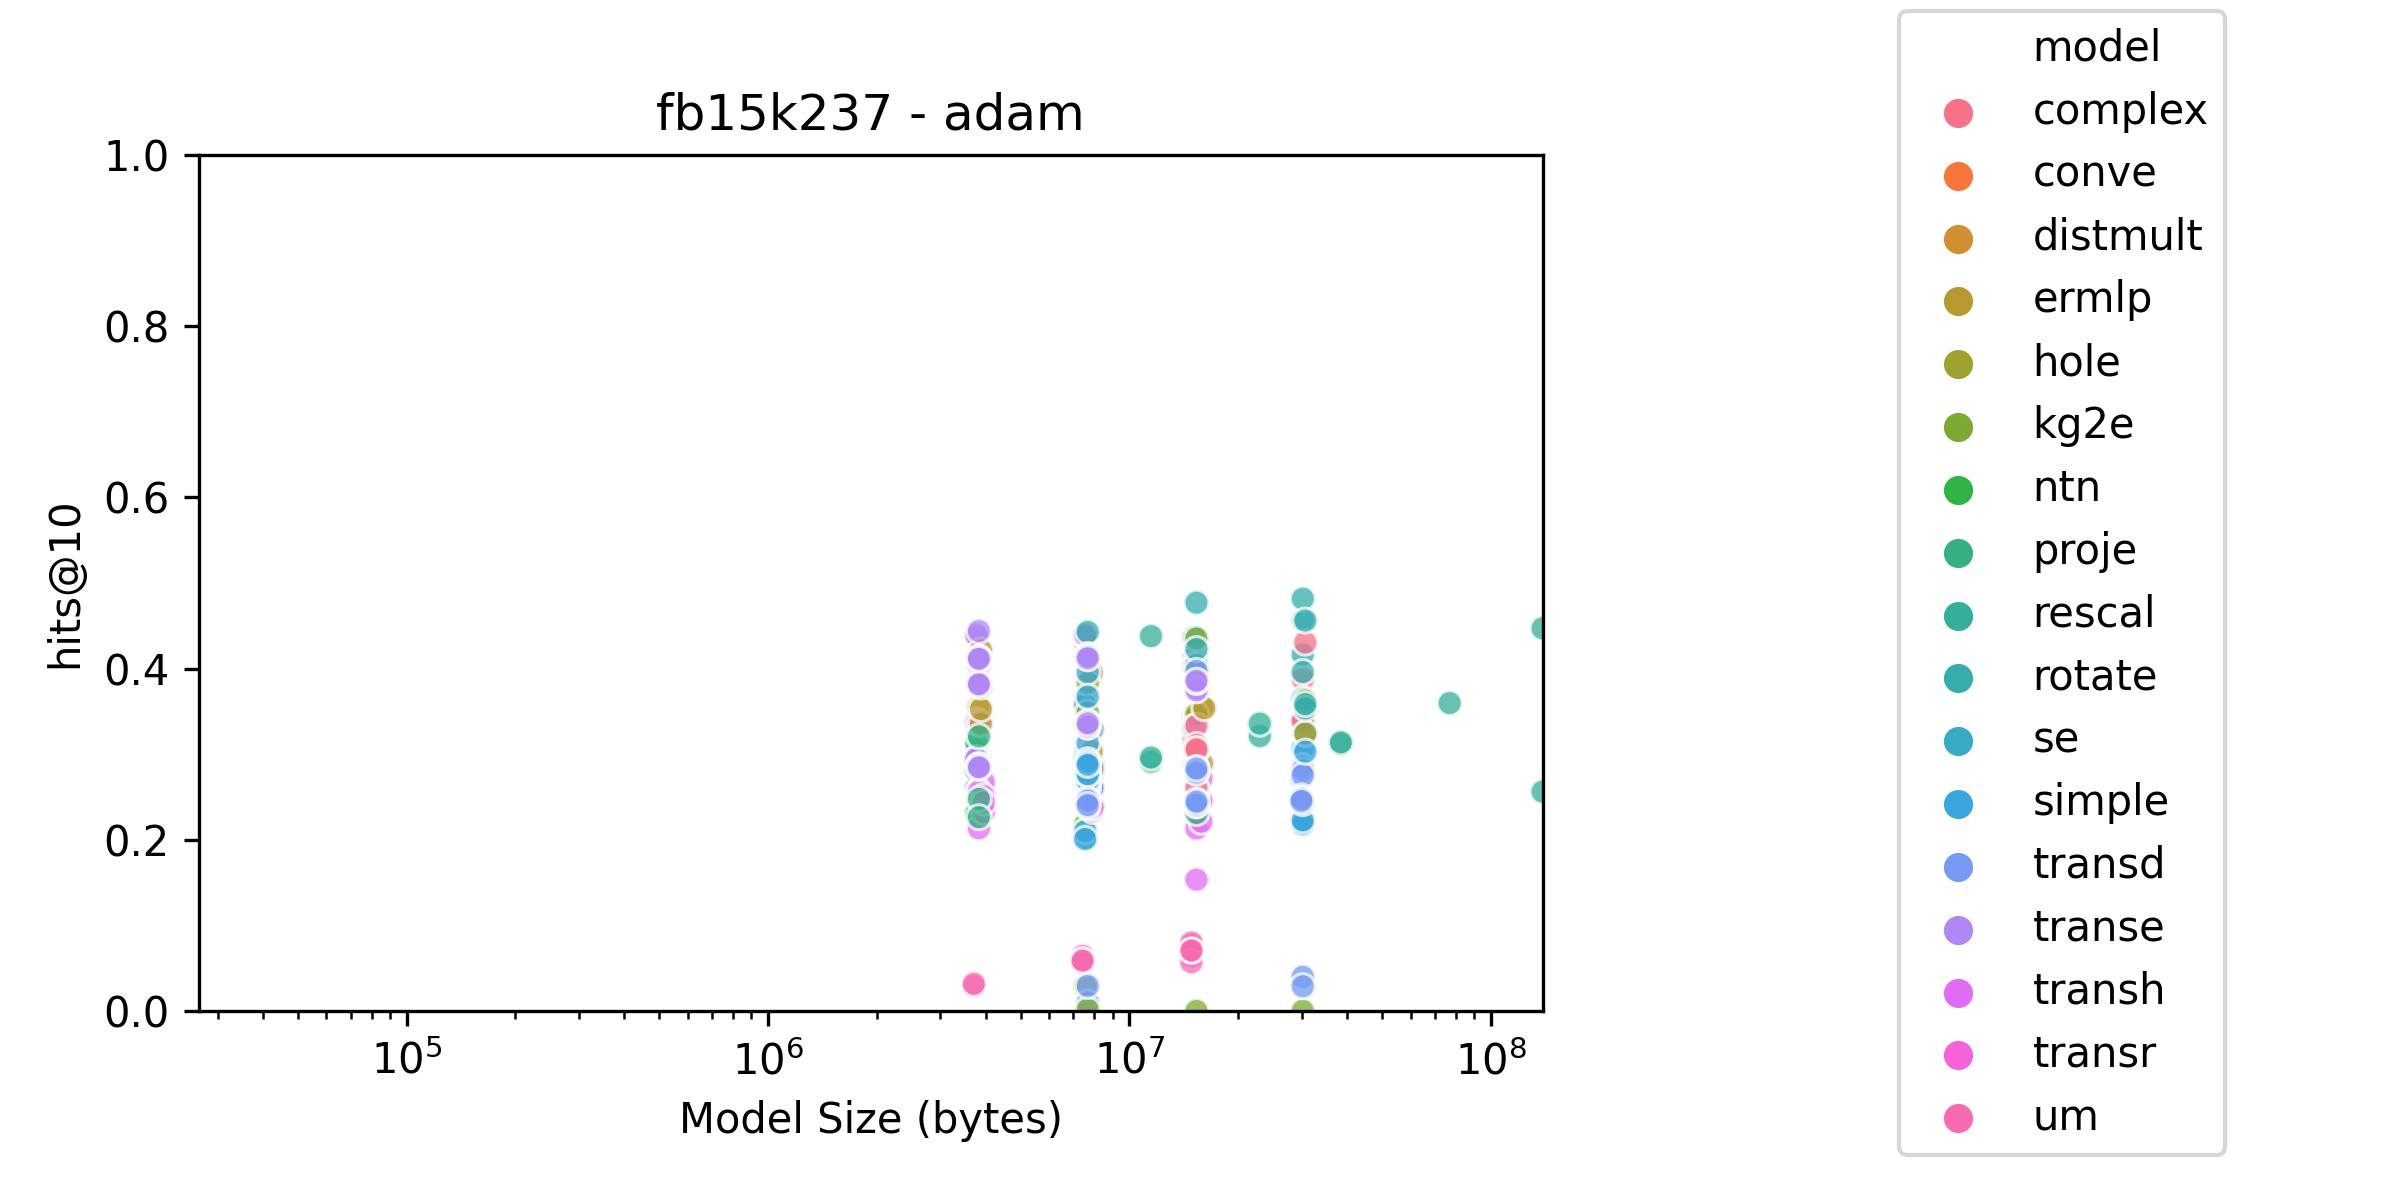 fb15k237 - adam
1.0
0.8
0.6
0.4
0.2
0.0
hits@10
10⁵ 10⁶ 10⁷ 10⁸
Model Size (bytes)
model
complex
conve
distmult
ermlp
hole
kg2e
ntn
proje
rescal
rotate
se
simple
transd
transe
transh
transr
um